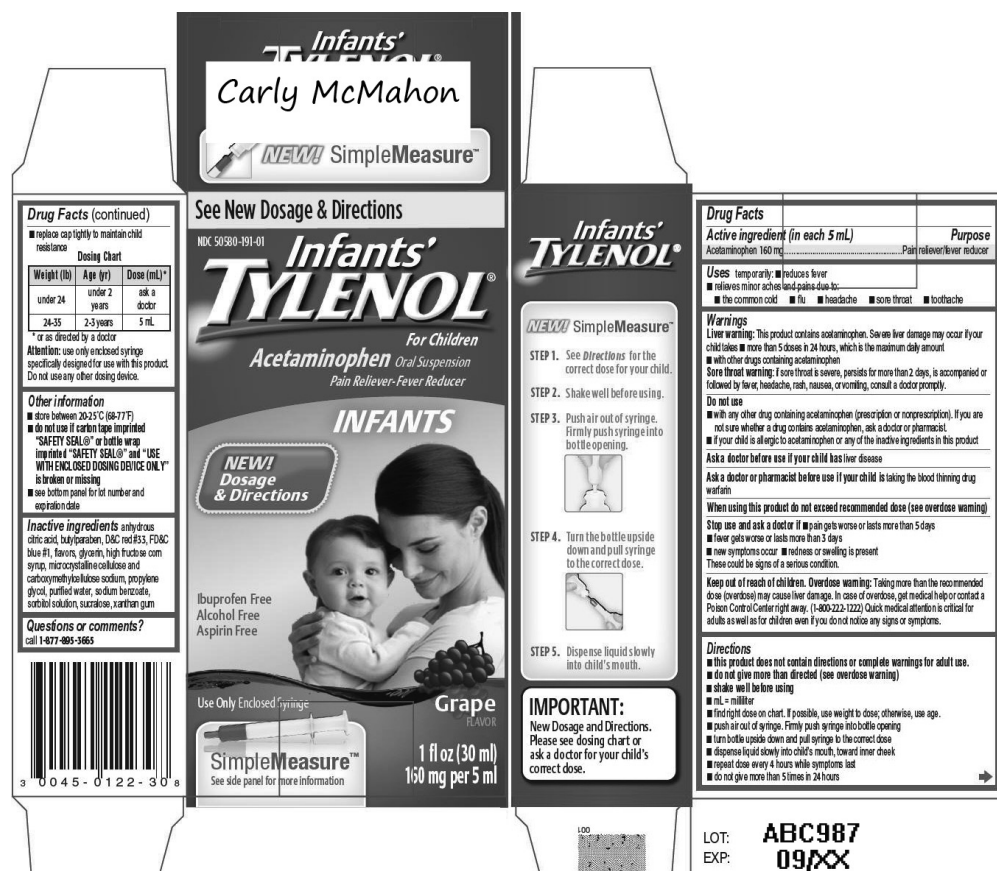 Infants'
Carly McMahon
NEW! SimpleMeasure™
Drug Facts (continued)
■ replace cap tightly to maintain child
resistance
Dosing Chart
Weight (lb) Age (yr) Dose (mL)*
under 24 under 2 years ask a doctor
24-35 2-3 years 5 mL
* or as directed by a doctor
Attention: use only enclosed syringe
specifically designed for use with this product.
Do not use any other dosing device.
Other information
■ store between 20-25°C (68-77°F)
■ do not use if carton tape imprinted
"SAFETY SEAL®" or bottle wrap
imprinted "SAFETY SEAL®" and "USE
WITH ENCLOSED DOSING DEVICE ONLY"
is broken or missing
■ see bottom panel for lot number and
expiration date
Inactive ingredients anhydrous
citric acid, butylparaben, D&C red #33, FD&C
blue #1, flavors, glycerin, high fructose corn
syrup, microcrystalline cellulose and
carboxymethylcellulose sodium, propylene
glycol, purified water, sodium benzoate,
sorbitol solution, sucralose, xanthan gum
Questions or comments?
call 1-877-895-3665
3 0045-0122-30 8
See New Dosage & Directions
NDC 50580-191-01
Infants'
TYLENOL®
For Children
Acetaminophen Oral Suspension
Pain Reliever-Fever Reducer
INFANTS
NEW!
Dosage
& Directions
Ibuprofen Free
Alcohol Free
Aspirin Free
Grape
FLAVOR
Use Only Enclosed Syringe
SimpleMeasure™
See side panel for more information
1 fl oz (30 ml)
160 mg per 5 ml
Infants'
TYLENOL®
NEW! SimpleMeasure™
STEP 1. See Directions for the
correct dose for your child.
STEP 2. Shake well before using.
STEP 3. Push air out of syringe.
Firmly push syringe into
bottle opening.
STEP 4. Turn the bottle upside
down and pull syringe
to the correct dose.
STEP 5. Dispense liquid slowly
into child's mouth.
IMPORTANT:
New Dosage and Directions.
Please see dosing chart or
ask a doctor for your child's
correct dose.
Drug Facts
Active ingredient (in each 5 mL) Purpose
Acetaminophen 160 mg....................Pain reliever/fever reducer
Uses temporarily: ■ reduces fever
■ relieves minor aches and pains due to:
■ the common cold ■ flu ■ headache ■ sore throat ■ toothache
Warnings
Liver warning: This product contains acetaminophen. Severe liver damage may occur if your
child takes ■ more than 5 doses in 24 hours, which is the maximum daily amount
■ with other drugs containing acetaminophen
Sore throat warning: if sore throat is severe, persists for more than 2 days, is accompanied or
followed by fever, headache, rash, nausea, or vomiting, consult a doctor promptly.
Do not use
■ with any other drug containing acetaminophen (prescription or nonprescription). If you are
not sure whether a drug contains acetaminophen, ask a doctor or pharmacist.
■ if your child is allergic to acetaminophen or any of the inactive ingredients in this product
Ask a doctor before use if your child has liver disease
Ask a doctor or pharmacist before use if your child is taking the blood thinning drug
warfarin
When using this product do not exceed recommended dose (see overdose warning)
Stop use and ask a doctor if ■ pain gets worse or lasts more than 5 days
■ fever gets worse or lasts more than 3 days
■ new symptoms occur ■ redness or swelling is present
These could be signs of a serious condition.
Keep out of reach of children. Overdose warning: Taking more than the recommended
dose (overdose) may cause liver damage. In case of overdose, get medical help or contact a
Poison Control Center right away. (1-800-222-1222) Quick medical attention is critical for
adults as well as for children even if you do not notice any signs or symptoms.
Directions
■ this product does not contain directions or complete warnings for adult use.
■ do not give more than directed (see overdose warning)
■ shake well before using
■ mL = milliliter
■ find right dose on chart. If possible, use weight to dose; otherwise, use age.
■ push air out of syringe. Firmly push syringe into bottle opening
■ turn bottle upside down and pull syringe to the correct dose
■ dispense liquid slowly into child's mouth, toward inner cheek
■ repeat dose every 4 hours while symptoms last
■ do not give more than 5 times in 24 hours
LOT: ABC987
EXP: 09/XX